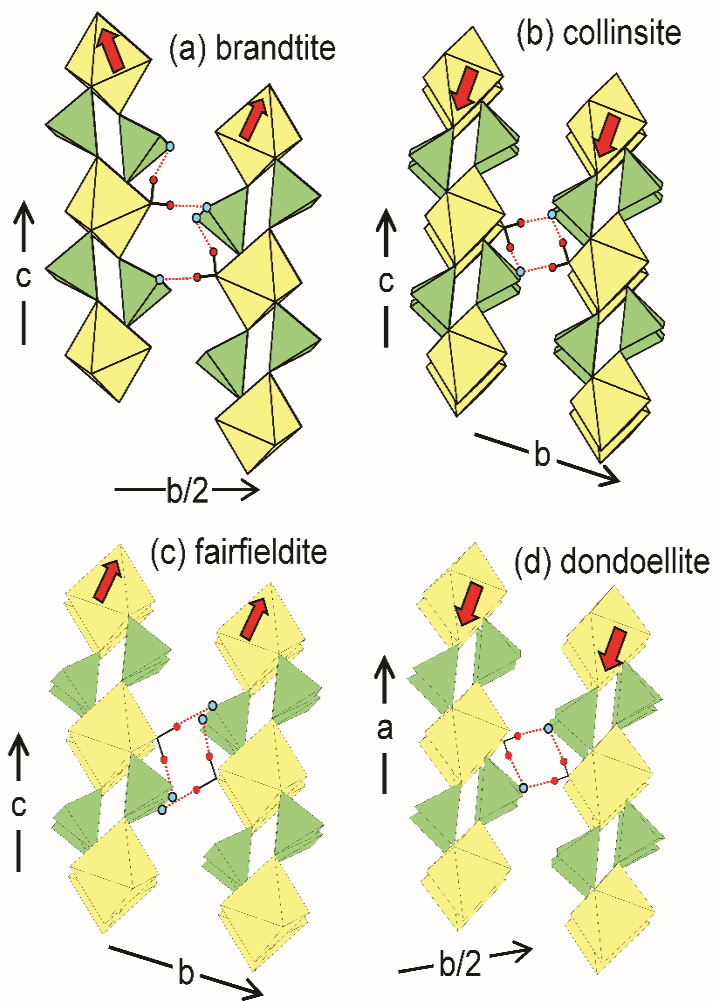 (a) brandtite
c
b/2
(b) collinsite
c
b
(c) fairfieldite
c
b
(d) dondoellite
a
b/2